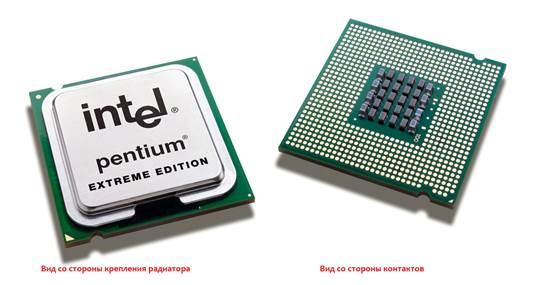 intel®
pentium®
EXTREME EDITION
Вид со стороны крепления радиатора
Вид со стороны контактов